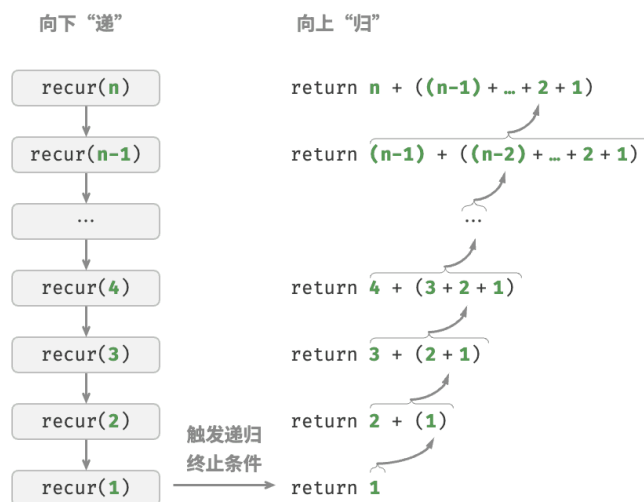 向下“递”
向上“归”
recur(n)
return n + ((n-1) + … + 2 + 1)
recur(n-1)
return (n-1) + ((n-2) + … + 2 + 1)
…
…
recur(4)
return 4 + (3 + 2 + 1)
recur(3)
return 3 + (2 + 1)
recur(2)
return 2 + (1)
触发递归
终止条件
recur(1)
return 1